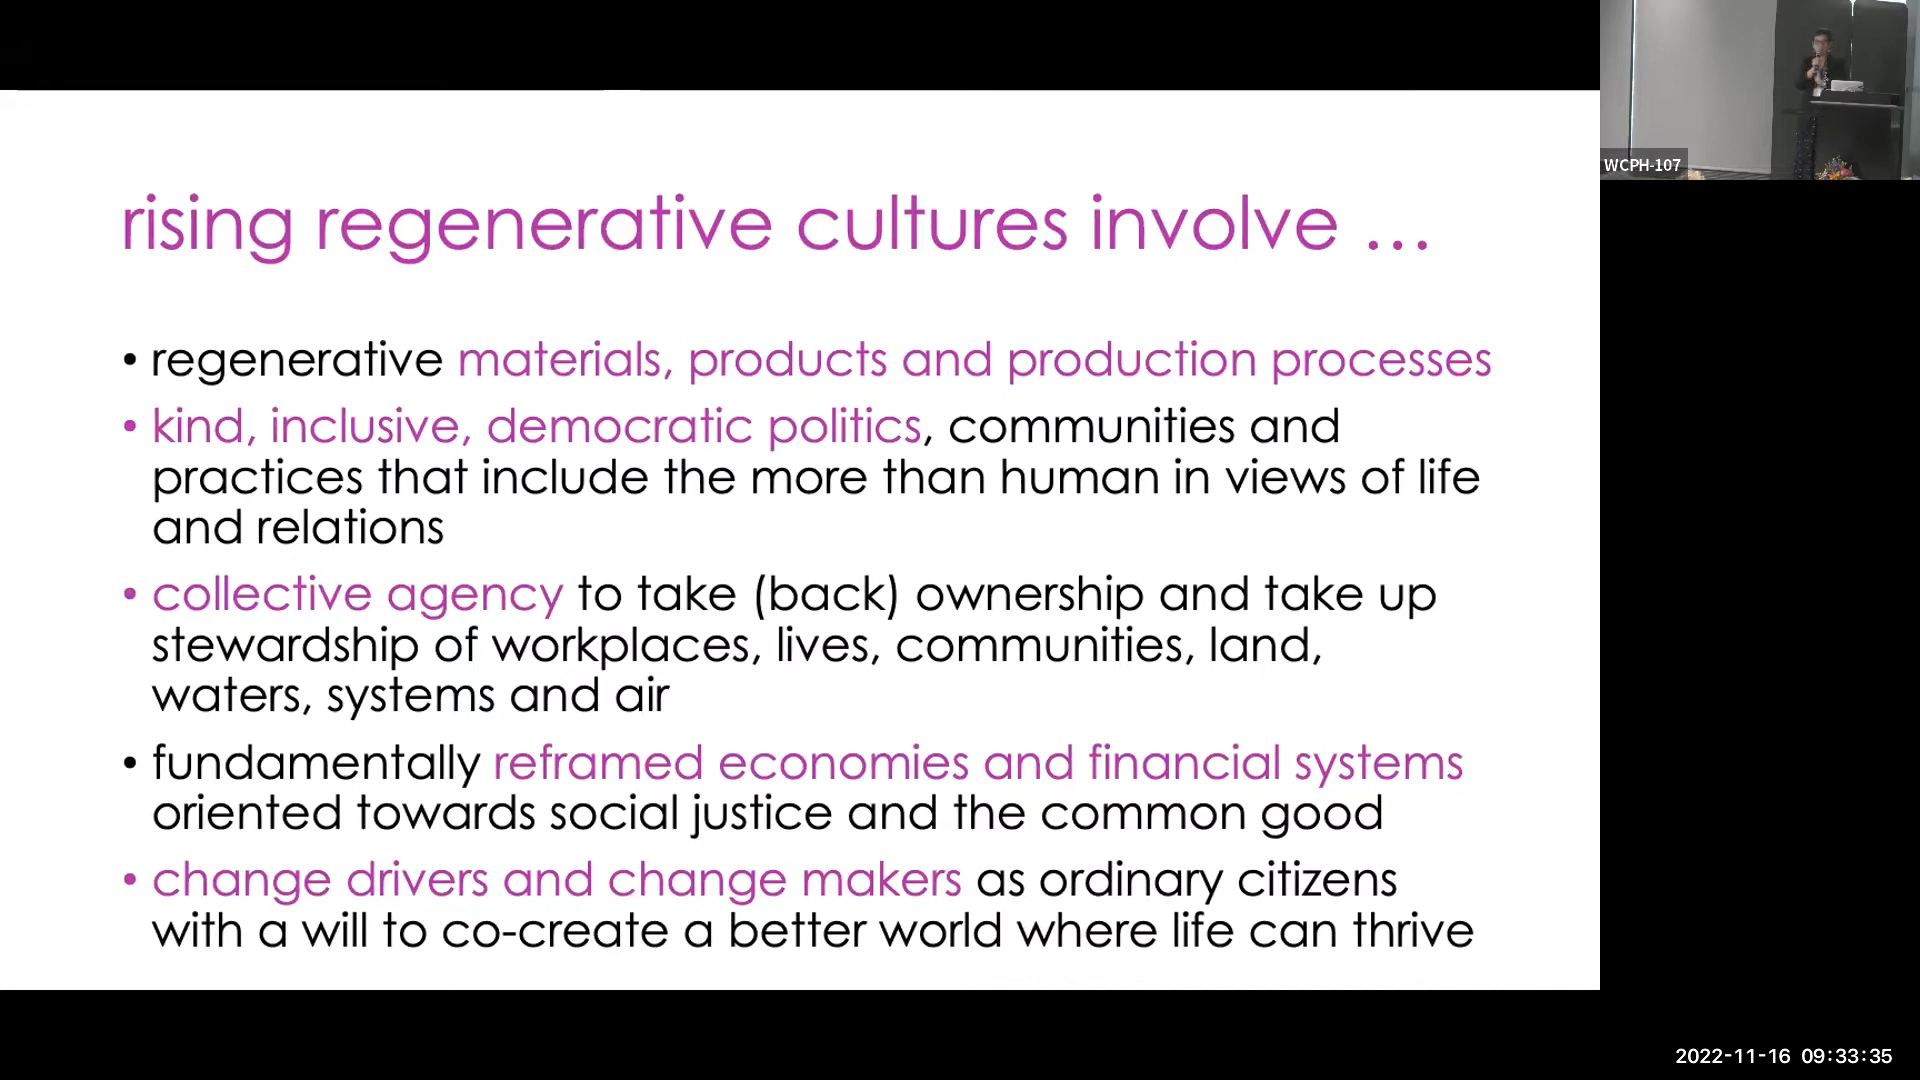 rising regenerative cultures involve ...
• regenerative materials, products and production processes
• kind, inclusive, democratic politics, communities and
practices that include the more than human in views of life
and relations
• collective agency to take (back) ownership and take up
stewardship of workplaces, lives, communities, land,
waters, systems and air
• fundamentally reframed economies and financial systems
oriented towards social justice and the common good
• change drivers and change makers as ordinary citizens
with a will to co-create a better world where life can thrive
WCPH-107
2022-11-16 09:33:35